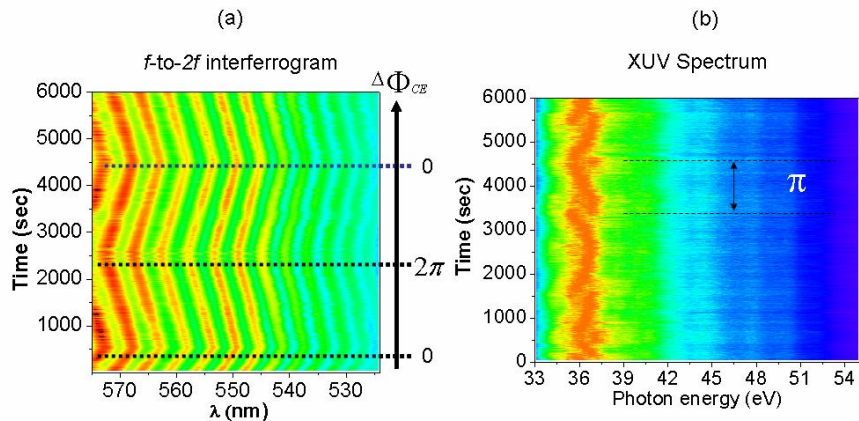 (a)
f-to-2f interferogram
ΔΦCE
6000
5000
4000
3000
2000
1000
Time (sec)
0
2π
0
570 560 550 540 530
λ (nm)
(b)
XUV Spectrum
6000
5000
4000
3000
2000
1000
0
Time (sec)
π
33 36 39 42 45 48 51 54
Photon energy (eV)